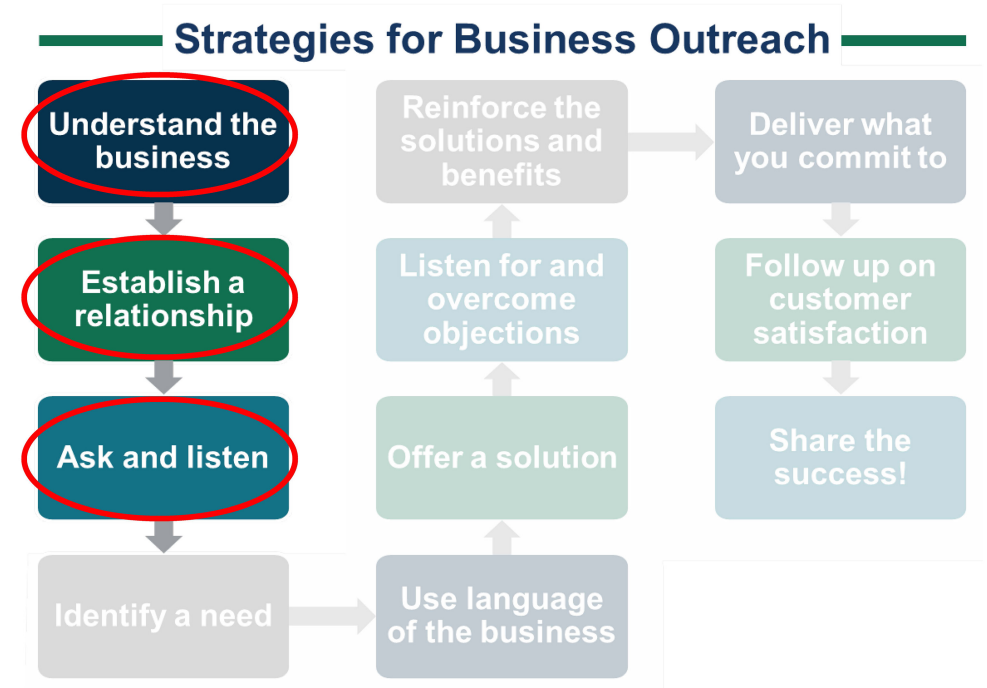 Strategies for Business Outreach
Understand the
business
Establish a
relationship
Ask and listen
Identify a need
Use language
of the business
Offer a solution
Listen for and
overcome
objections
Reinforce the
solutions and
benefits
Deliver what
you commit to
Follow up on
customer
satisfaction
Share the
success!